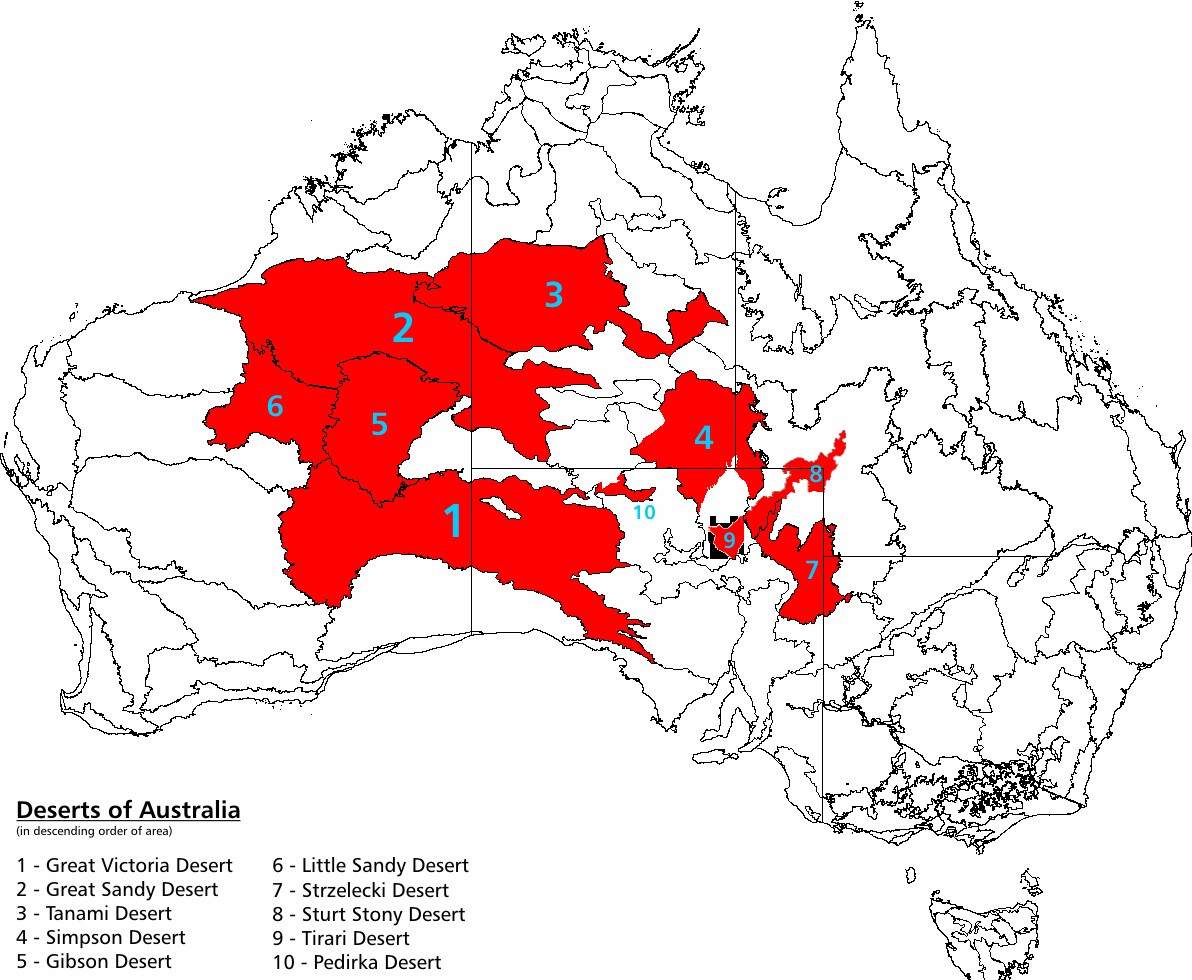 3
2
6
5
4
8
1
10
9
7
Deserts of Australia
(in descending order of area)
1 - Great Victoria Desert
2 - Great Sandy Desert
3 - Tanami Desert
4 - Simpson Desert
5 - Gibson Desert
6 - Little Sandy Desert
7 - Strzelecki Desert
8 - Sturt Stony Desert
9 - Tirari Desert
10 - Pedirka Desert